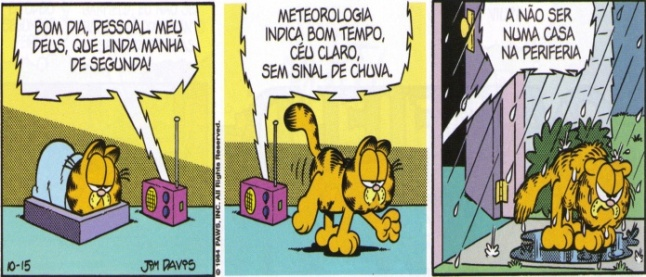 BOM DIA, PESSOAL. MEU
DEUS, QUE LINDA MANHÃ
DE SEGUNDA!
10-15
JIM DAVIS
© 1984 PAWS, INC. All Rights Reserved.
METEOROLOGIA
INDICA BOM TEMPO,
CÉU CLARO,
SEM SINAL DE CHUVA.
A NÃO SER
NUMA CASA
NA PERIFERIA